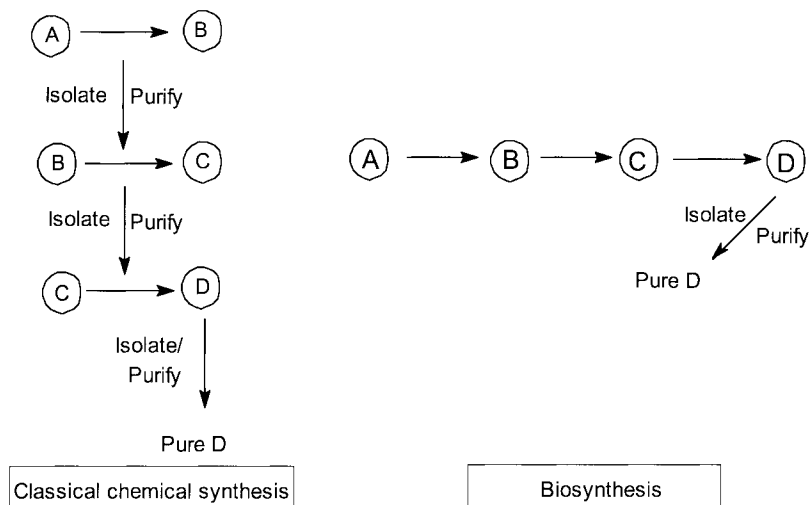 A B
Isolate Purify
B C
Isolate Purify
C D
Isolate/
Purify
Pure D
Classical chemical synthesis
A B C D
Isolate
Purify
Pure D
Biosynthesis